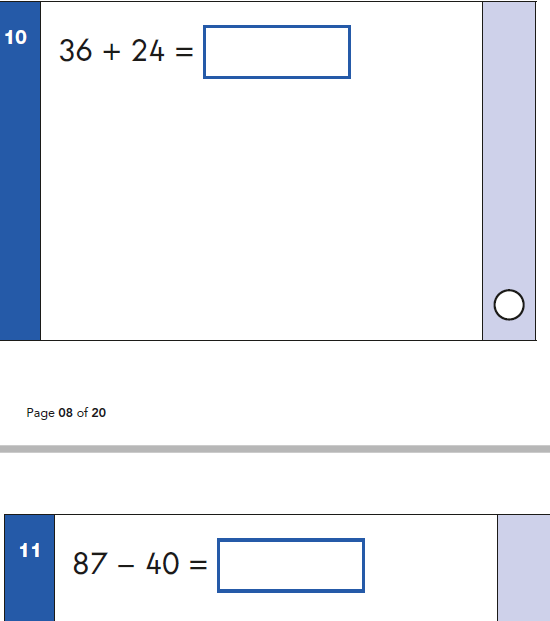 10
36 + 24 =
Page 08 of 20
11
87 – 40 =